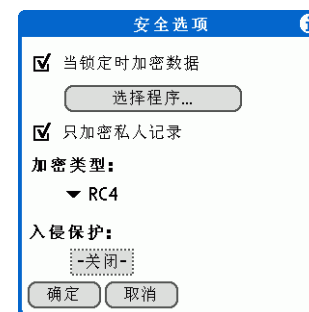 安全选项
当锁定时加密数据
选择程序...
只加密私人记录
加密类型:
RC4
入侵保护:
-关闭-
确定 取消